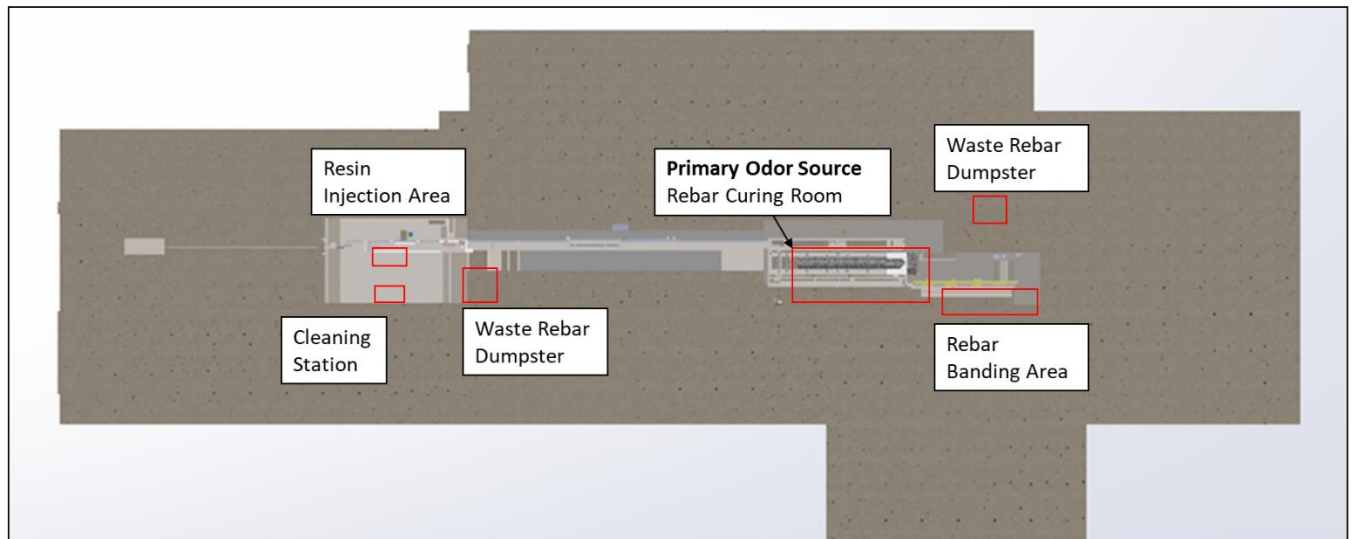 Resin
Injection Area
Primary Odor Source
Rebar Curing Room
Waste Rebar
Dumpster
Cleaning
Station
Waste Rebar
Dumpster
Rebar
Banding Area